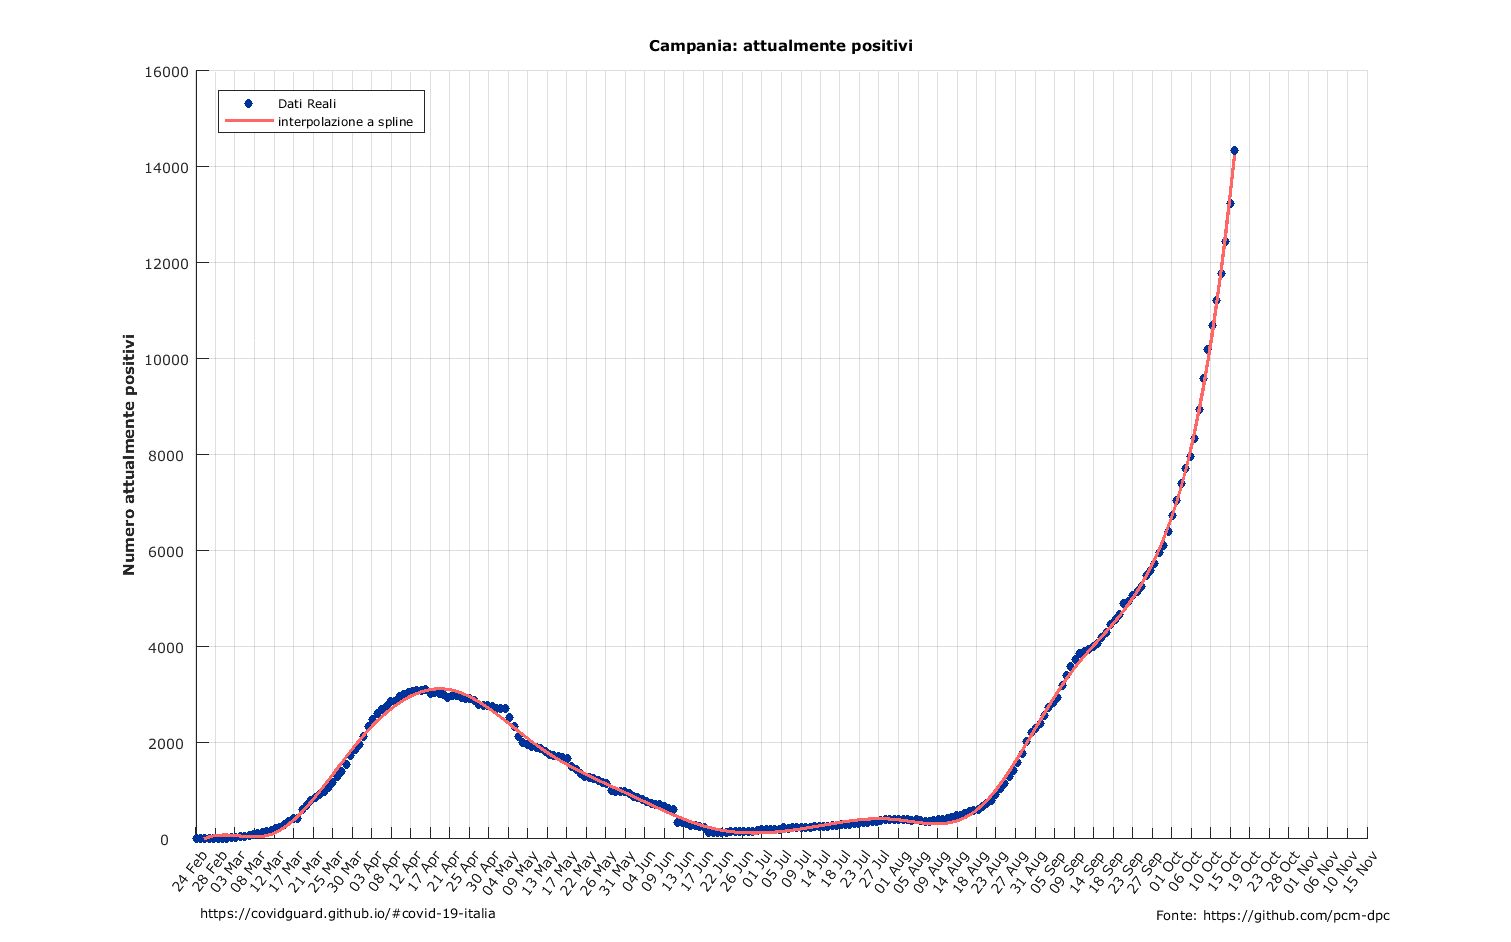 Campania: attualmente positivi
16000
14000
12000
10000
8000
6000
4000
2000
0
Numero attualmente positivi
Dati Reali
interpolazione a spline
24 Feb
28 Feb
03 Mar
08 Mar
12 Mar
17 Mar
21 Mar
25 Mar
30 Mar
03 Apr
08 Apr
12 Apr
17 Apr
21 Apr
25 Apr
30 Apr
04 May
09 May
13 May
17 May
22 May
26 May
31 May
04 Jun
09 Jun
13 Jun
17 Jun
22 Jun
26 Jun
01 Jul
05 Jul
09 Jul
14 Jul
18 Jul
23 Jul
27 Jul
01 Aug
05 Aug
09 Aug
14 Aug
18 Aug
23 Aug
27 Aug
31 Aug
05 Sep
09 Sep
14 Sep
18 Sep
23 Sep
27 Sep
01 Oct
06 Oct
10 Oct
15 Oct
19 Oct
23 Oct
28 Oct
01 Nov
06 Nov
10 Nov
15 Nov
https://covidguard.github.io/#covid-19-italia
Fonte: https://github.com/pcm-dpc